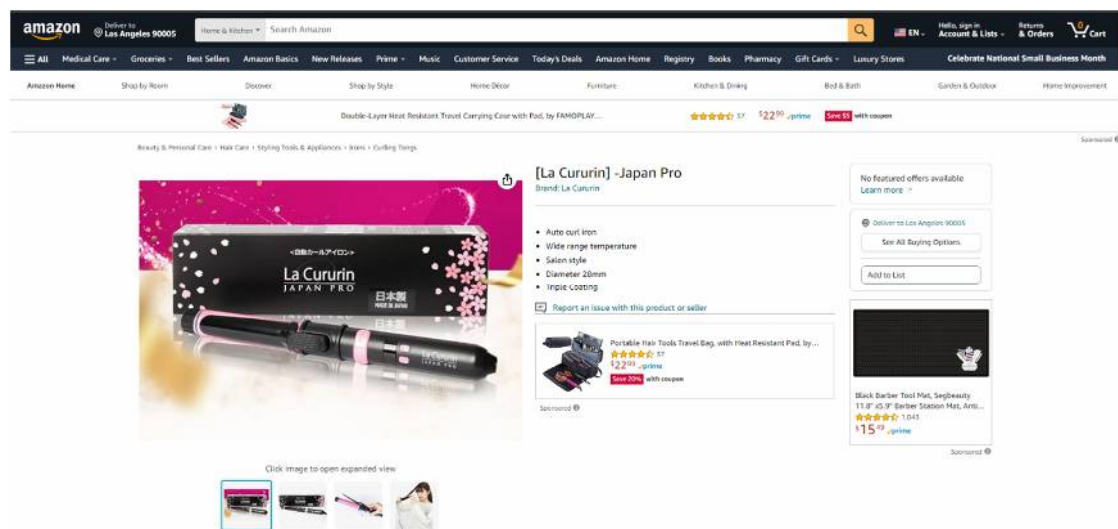 amazon
Deliver to
Los Angeles 90005
Home & Kitchen
Search Amazon
EN
Hello, sign in
Account & Lists
Returns
& Orders
0
Cart
All
Medical Care
Groceries
Best Sellers
Amazon Basics
New Releases
Prime
Music
Customer Service
Today's Deals
Amazon Home
Registry
Books
Pharmacy
Gift Cards
Luxury Stores
Celebrate National Small Business Month
Amazon Home
Shop by Room
Discover
Shop by Style
Home Décor
Furniture
Kitchen & Dining
Bed & Bath
Garden & Outdoor
Home Improvement
Double-Layer Heat Resistant Travel Carrying Case with Pad, by FAMOPLAY...
57
prime
Save $5 with coupon
Sponsored
Beauty & Personal Care › Hair Care › Styling Tools & Appliances › Irons › Curling Tongs
[La Cururin] -Japan Pro
Brand: La Cururin
• Auto curl iron
• Wide range temperature
• Salon style
• Diameter 28mm
• Triple Coating
Report an issue with this product or seller
Portable Hair Tools Travel Bag, with Heat Resistant Pad, by...
57
prime
Save 20% with coupon
Sponsored
No featured offers available
Learn more
Deliver to Los Angeles 90005
See All Buying Options
Add to List
Black Barber Tool Mat, Segbeauty
11.8" x5.9" Barber Station Mat, Anti...
1,043
prime
Sponsored
<自動カールアイロン>
La Cururin
JAPAN PRO
日本製
MADE IN JAPAN
La Cururin
JAPAN PRO
Click image to open expanded view